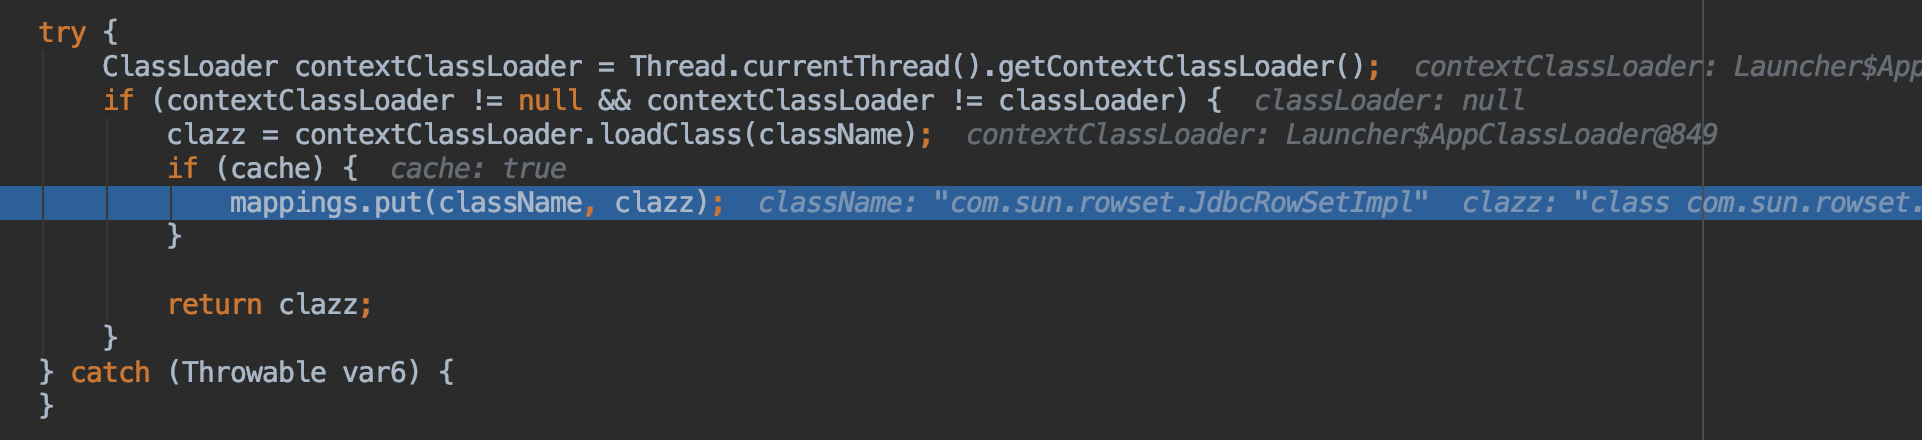 try {
ClassLoader contextClassLoader = Thread.currentThread().getContextClassLoader(); contextClassLoader: Launcher$App
if (contextClassLoader != null && contextClassLoader != classLoader) { classLoader: null
clazz = contextClassLoader.loadClass(className); contextClassLoader: Launcher$AppClassLoader@849
if (cache) { cache: true
mappings.put(className, clazz); className: "com.sun.rowset.JdbcRowSetImpl" clazz: "class com.sun.rowset.
}
return clazz;
}
} catch (Throwable var6) {
}